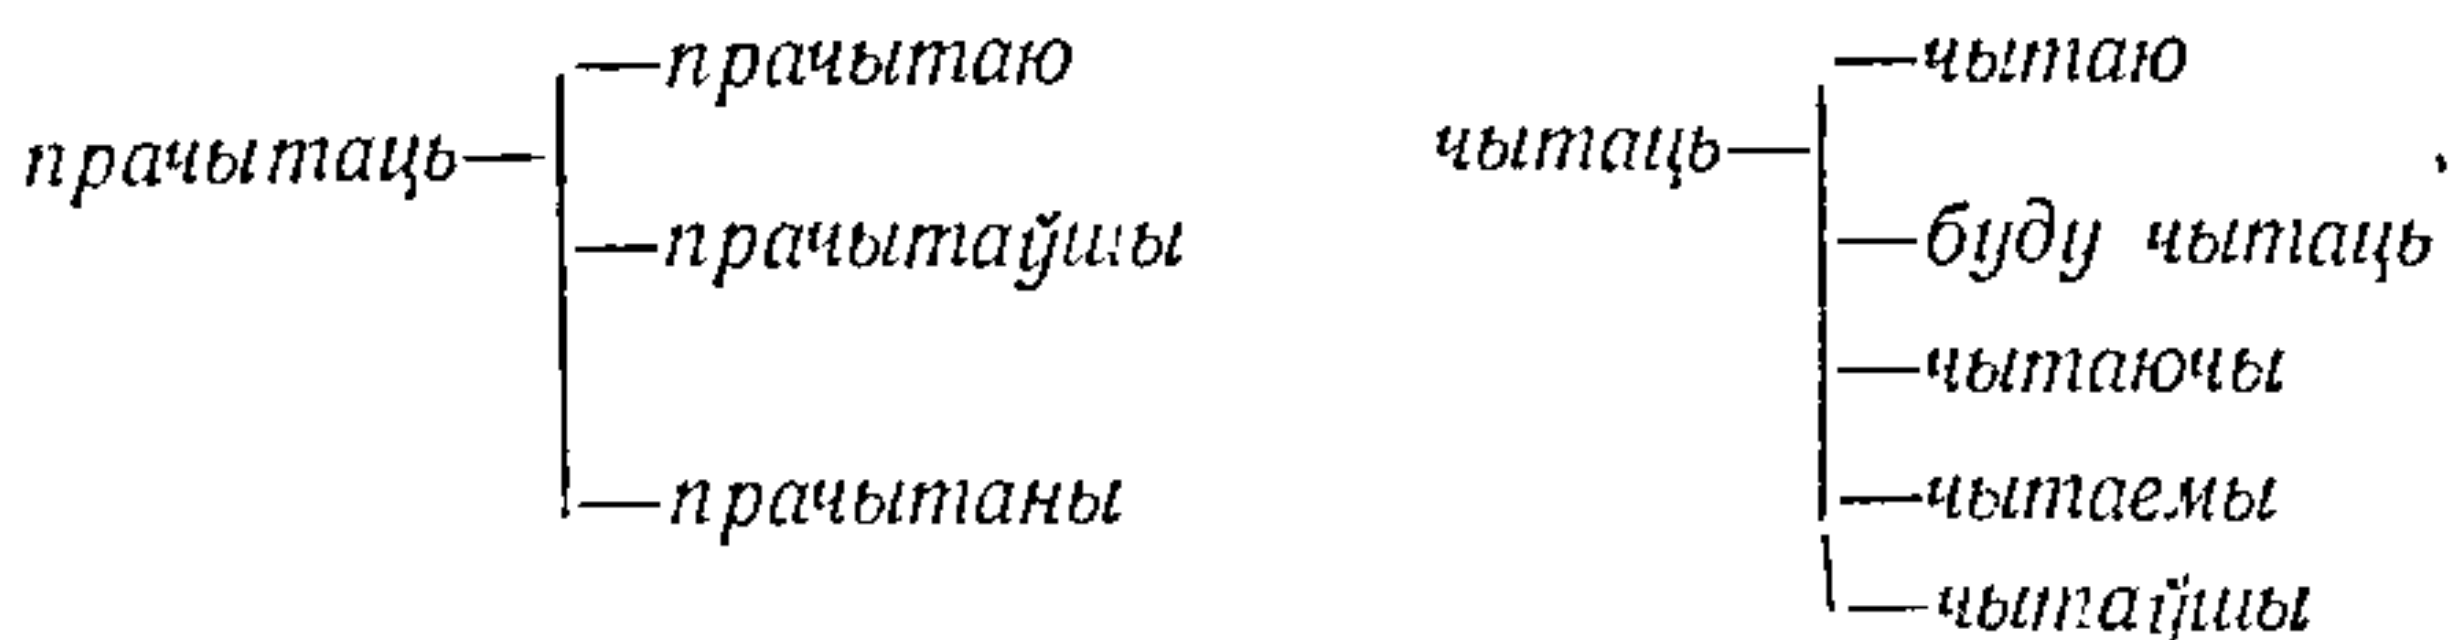 прачытаць — прачытаю
— прачытаўшы
— прачытаны
чытаць — чытаю
— буду чытаць
— чытаючы
— чытаемы
— чытаўшы